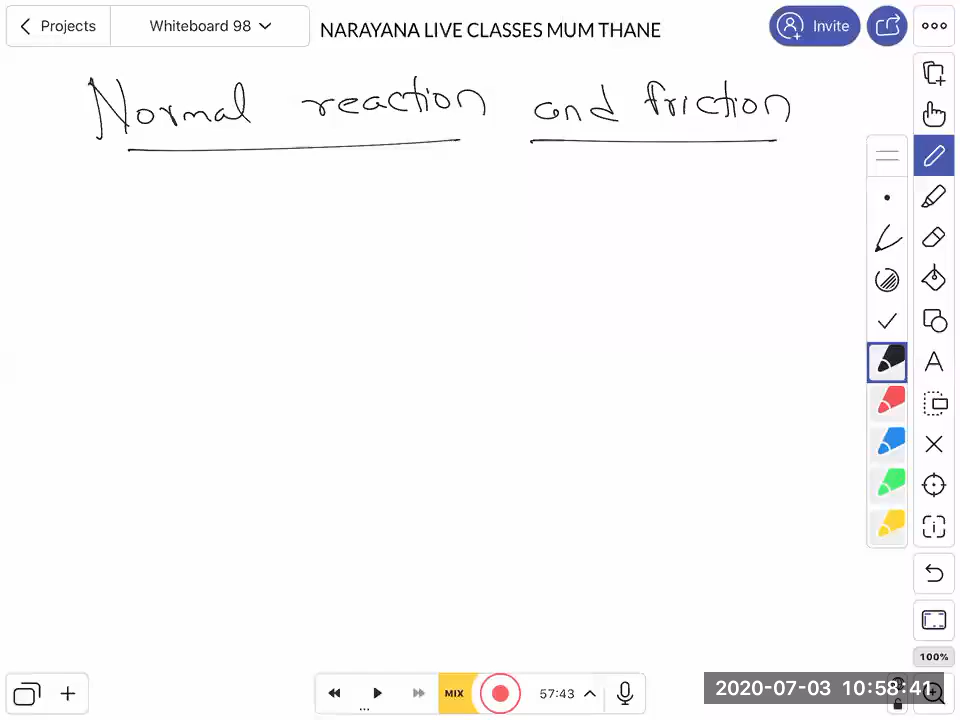 Projects
Whiteboard 98
NARAYANA LIVE CLASSES MUM THANE
Invite
Normal reaction and friction
A
100%
MIX
57:43
2020-07-03 10:58:41